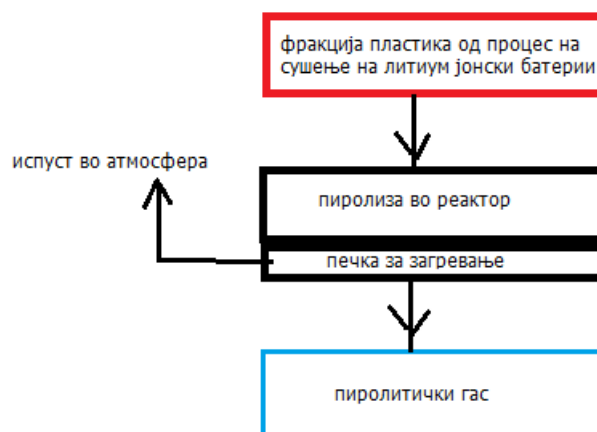 фракција пластика од процес на
сушење на литиум јонски батерии
испуст во атмосфера
пиролиза во реактор
печка за загревање
пиролитички гас